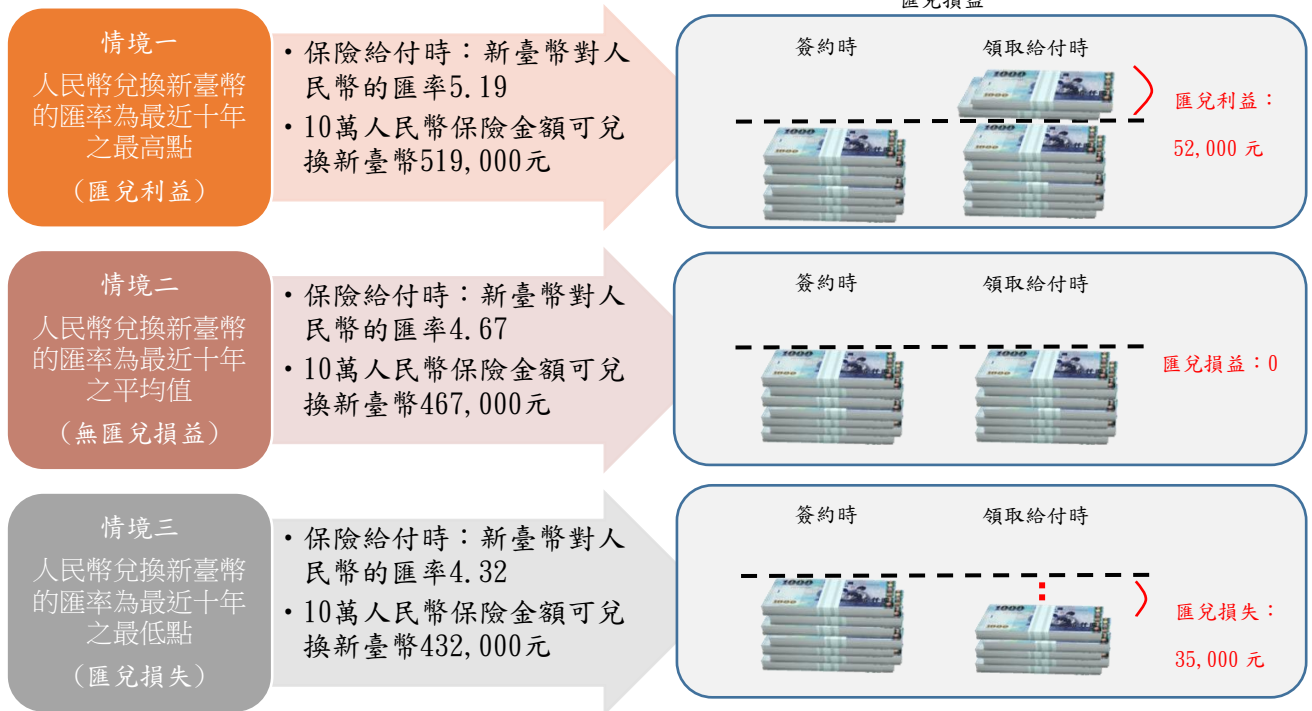 匯兌損益
情境一
人民幣兌換新臺幣
的匯率為最近十年
之最高點
(匯兌利益)
・保險給付時：新臺幣對人
民幣的匯率5.19
・10萬人民幣保險金額可兌
換新臺幣519,000元
簽約時
領取給付時
匯兌利益：
52,000 元
情境二
人民幣兌換新臺幣
的匯率為最近十年
之平均值
(無匯兌損益)
・保險給付時：新臺幣對人
民幣的匯率4.67
・10萬人民幣保險金額可兌
換新臺幣467,000元
簽約時
領取給付時
匯兌損益：0
情境三
人民幣兌換新臺幣
的匯率為最近十年
之最低點
(匯兌損失)
・保險給付時：新臺幣對人
民幣的匯率4.32
・10萬人民幣保險金額可兌
換新臺幣432,000元
簽約時
領取給付時
匯兌損失：
35,000 元